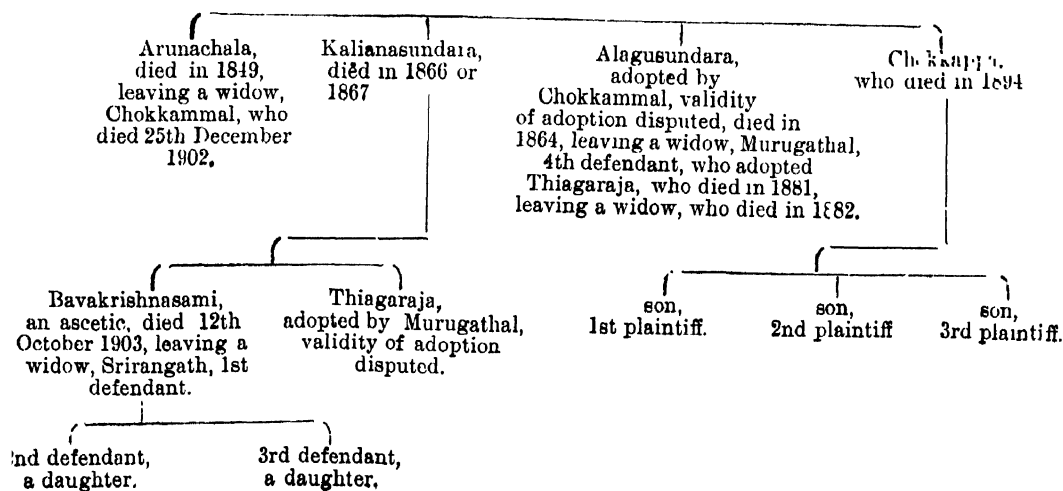 Arunachala,
died in 1849,
leaving a widow,
Chokkammal, who
died 25th December
1902.
Kalianasundara,
died in 1866 or
1867
Alagusundara,
adopted by
Chokkammal, validity
of adoption disputed, died in
1864, leaving a widow, Murugathal,
4th defendant, who adopted
Thiagaraja, who died in 1881,
leaving a widow, who died in 1882.
Chokkappa,
who died in 1894
Bavakrishnasami,
an ascetic, died 12th
October 1903, leaving a
widow, Srirangath, 1st
defendant.
Thiagaraja,
adopted by Murugathal,
validity of adoption
disputed.
son,
1st plaintiff.
son,
2nd plaintiff
son,
3rd plaintiff.
2nd defendant,
a daughter.
3rd defendant,
a daughter.